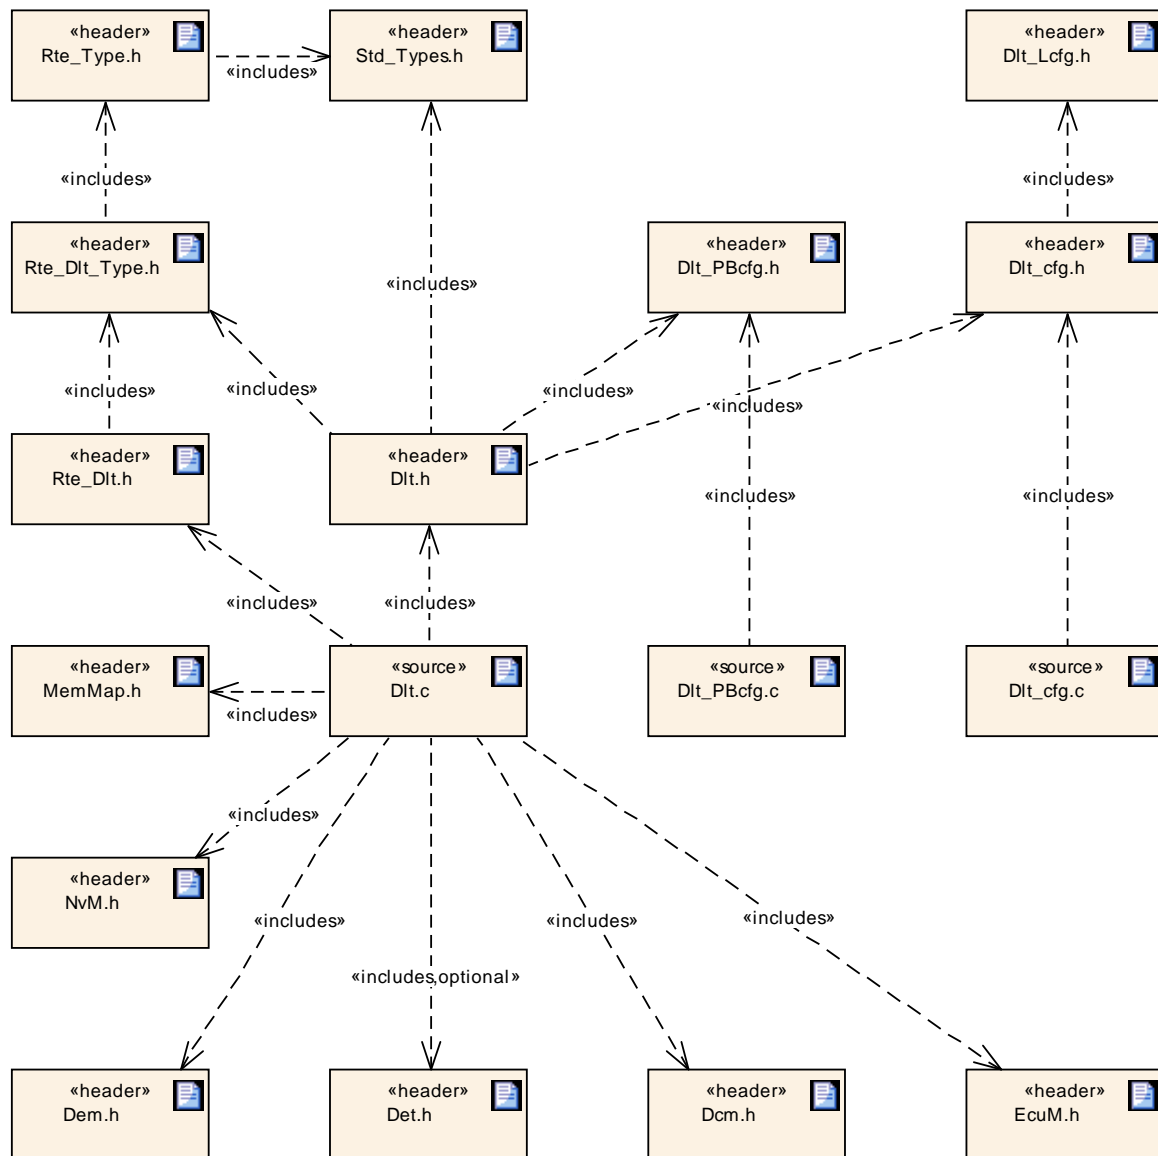 «header»
Rte_Type.h
«header»
Std_Types.h
«header»
Dlt_Lcfg.h
«includes»
«includes»
«includes»
«header»
Rte_Dlt_Type.h
«header»
Dlt_PBcfg.h
«header»
Dlt_cfg.h
«includes»
«includes»
«includes»
«includes»
«includes»
«header»
Rte_Dlt.h
«header»
Dlt.h
«includes»
«includes»
«includes»
«includes»
«header»
MemMap.h
«source»
Dlt.c
«source»
Dlt_PBcfg.c
«source»
Dlt_cfg.c
«includes»
«includes»
«header»
NvM.h
«includes»
«includes»
«includes»
«includes,optional»
«header»
Dem.h
«header»
Det.h
«header»
Dcm.h
«header»
EcuM.h